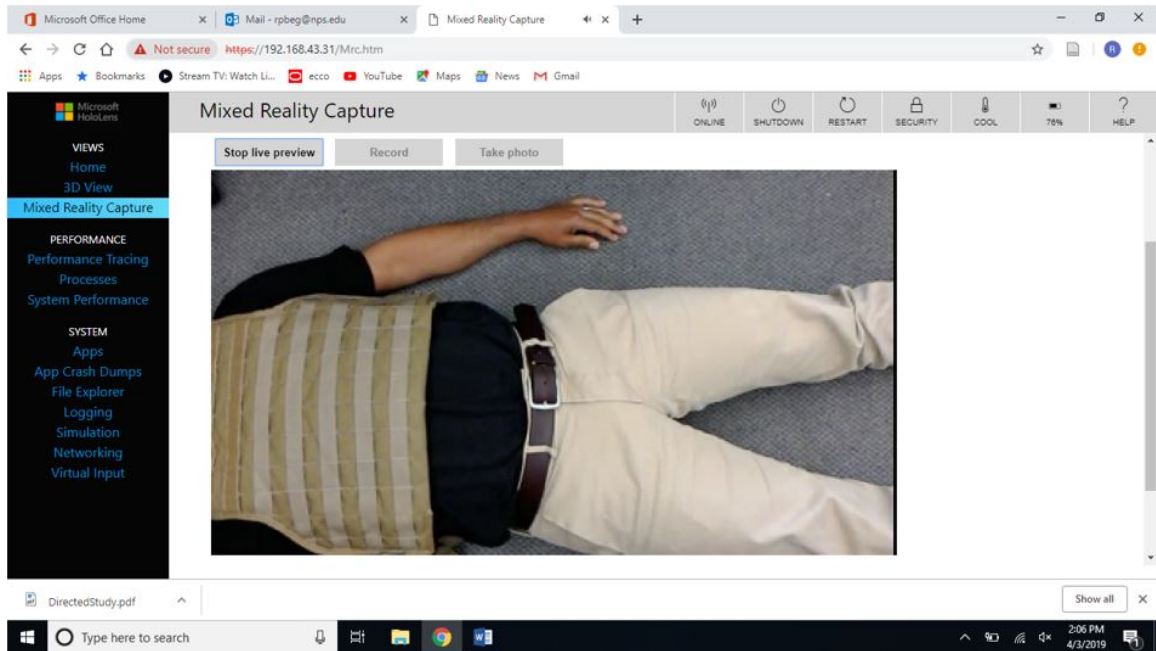 Microsoft Office Home
Mail - rpbeg@nps.edu
Mixed Reality Capture
Not secure https://192.168.43.31/Mrc.htm
R
Apps Bookmarks Stream TV: Watch Li... ecco YouTube Maps News Gmail
Microsoft
HoloLens
Mixed Reality Capture
ONLINE SHUTDOWN RESTART SECURITY COOL 76% HELP
VIEWS
Home
3D View
Mixed Reality Capture
PERFORMANCE
Performance Tracing
Processes
System Performance
SYSTEM
Apps
App Crash Dumps
File Explorer
Logging
Simulation
Networking
Virtual Input
Stop live preview Record Take photo
DirectedStudy.pdf
Show all
Type here to search
2:06 PM
4/3/2019